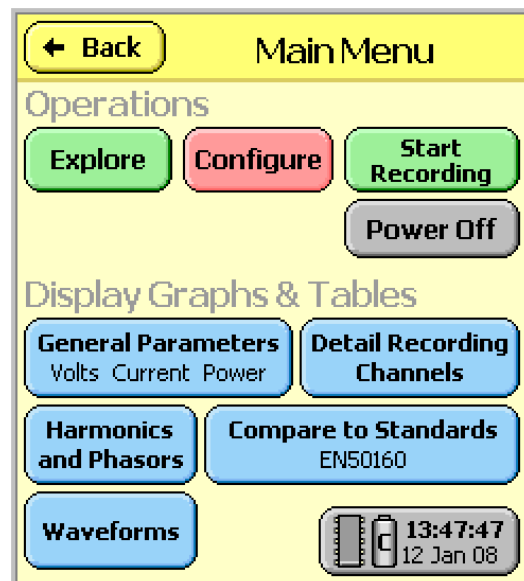 ← Back
Main Menu
Operations
Explore
Configure
Start
Recording
Power Off
Display Graphs & Tables
General Parameters
Volts Current Power
Detail Recording
Channels
Harmonics
and Phasors
Compare to Standards
EN50160
Waveforms
C
13:47:47
12 Jan 08